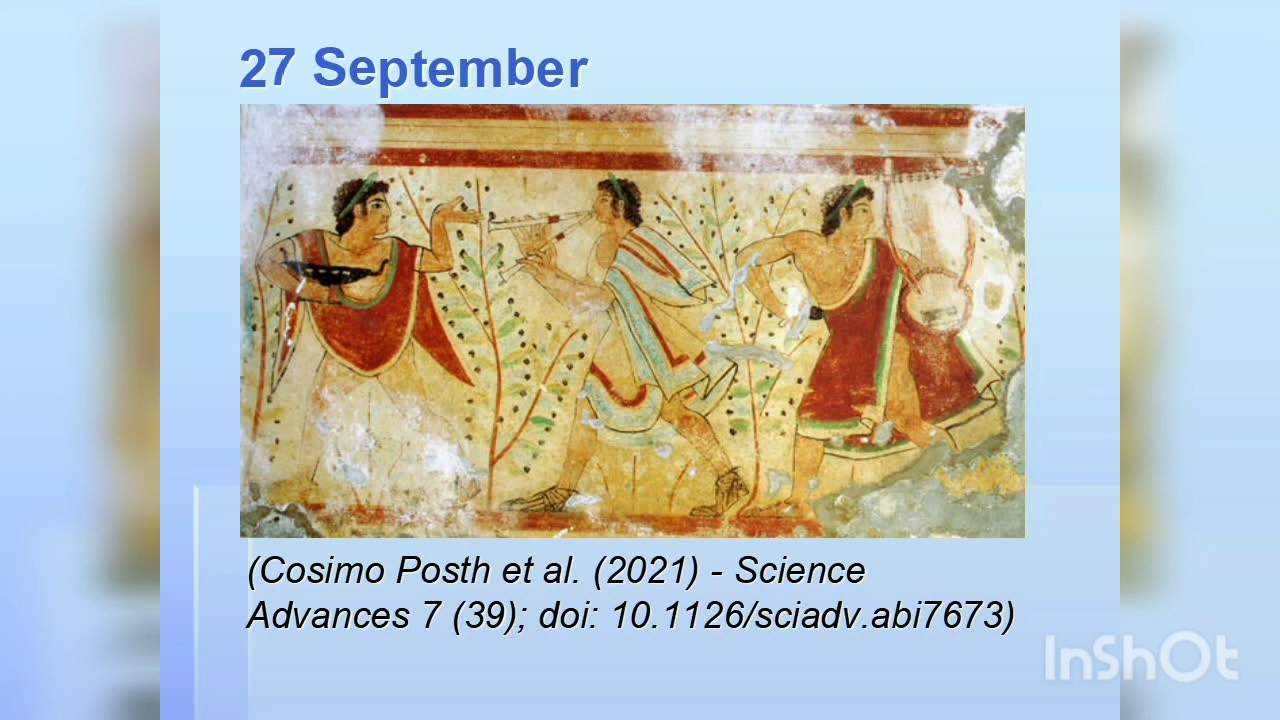 27 September
(Cosimo Posth et al. (2021) - Science
Advances 7 (39); doi: 10.1126/sciadv.abi7673)
InShOt